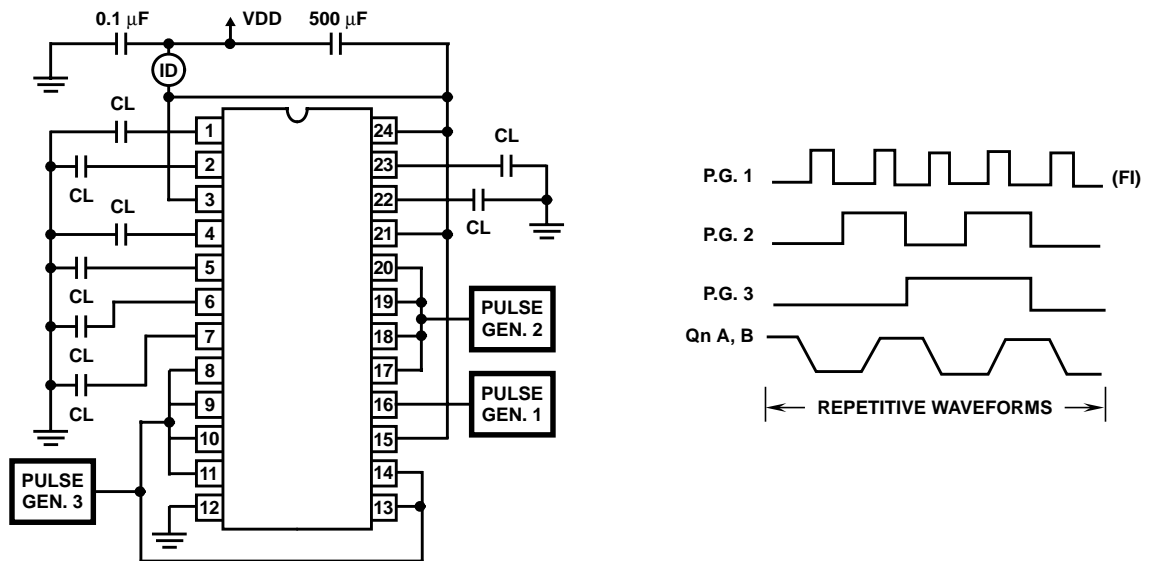 0.1 µF
VDD
500 µF
ID
CL
CL
CL
CL
CL
CL
CL
CL
1
2
3
4
5
6
7
8
9
10
11
12
24
23
22
21
20
19
18
17
16
15
14
13
CL
CL
PULSE
GEN. 2
PULSE
GEN. 1
PULSE
GEN. 3
P.G. 1
(FI)
P.G. 2
P.G. 3
Qn A, B
REPETITIVE WAVEFORMS